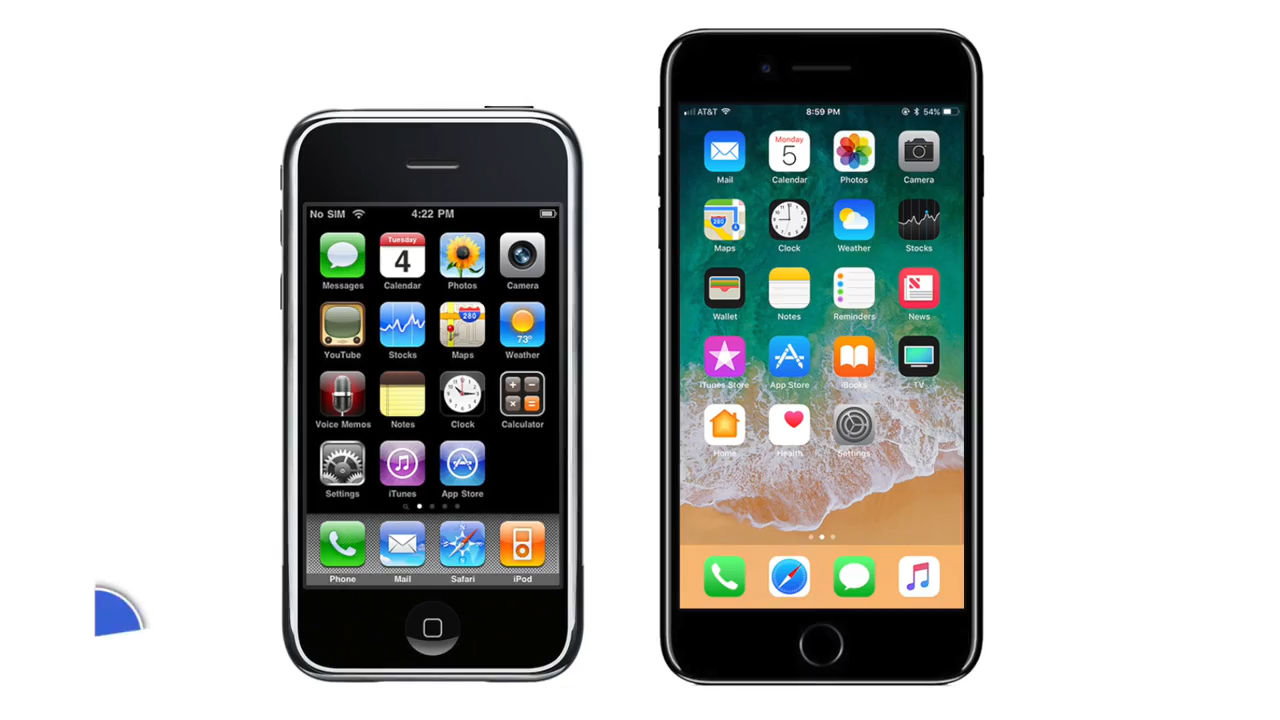 No SIM 4:22 PM
Tuesday
4
Messages Calendar Photos Camera
280
73°
YouTube Stocks Maps Weather
Voice Memos Notes Clock Calculator
Settings iTunes App Store
Phone Mail Safari iPod
AT&T 8:59 PM 54%
Monday
5
Mail Calendar Photos Camera
280
Maps Clock Weather Stocks
Wallet Notes Reminders News
iTunes Store App Store iBooks TV
Home Health Settings